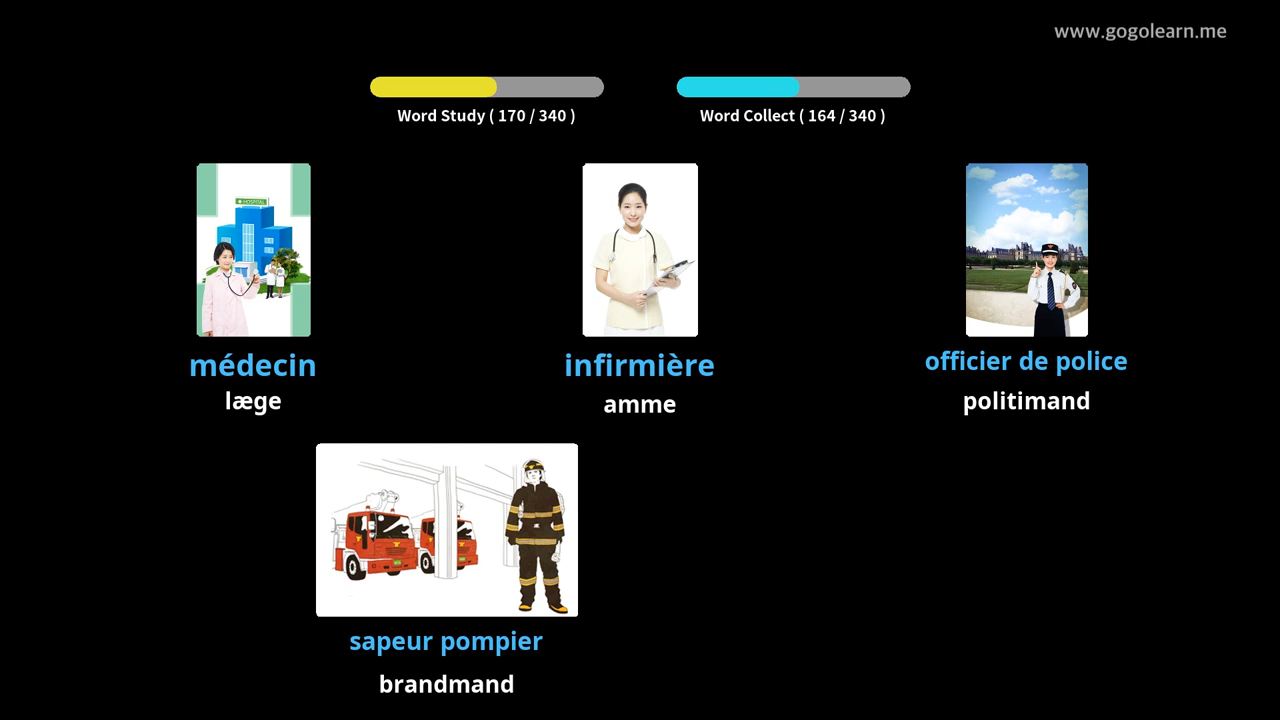 www.gogolearn.me
Word Study ( 170 / 340 )
Word Collect ( 164 / 340 )
HOSPITAL
médecin
læge
infirmière
amme
officier de police
politimand
sapeur pompier
brandmand